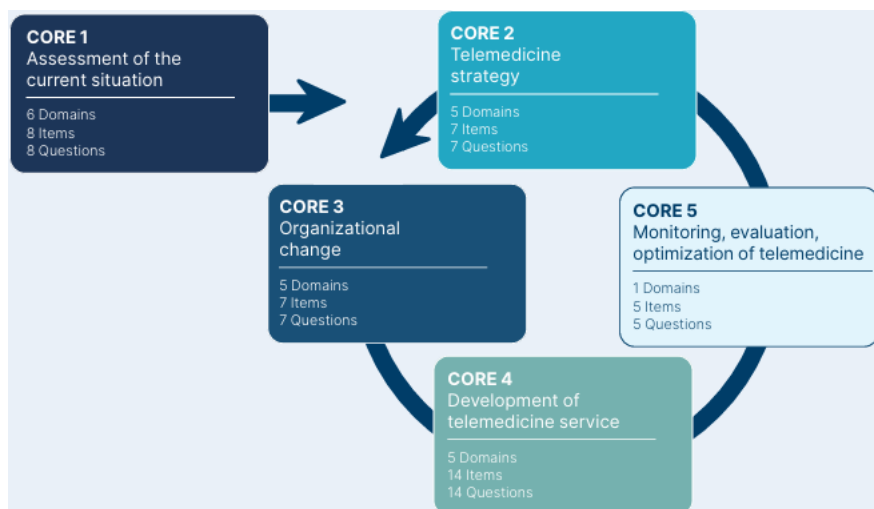 CORE 1
Assessment of the
current situation
6 Domains
8 Items
8 Questions
CORE 2
Telemedicine
strategy
5 Domains
7 Items
7 Questions
CORE 3
Organizational
change
5 Domains
7 Items
7 Questions
CORE 5
Monitoring, evaluation,
optimization of telemedicine
1 Domains
5 Items
5 Questions
CORE 4
Development of
telemedicine service
5 Domains
14 Items
14 Questions